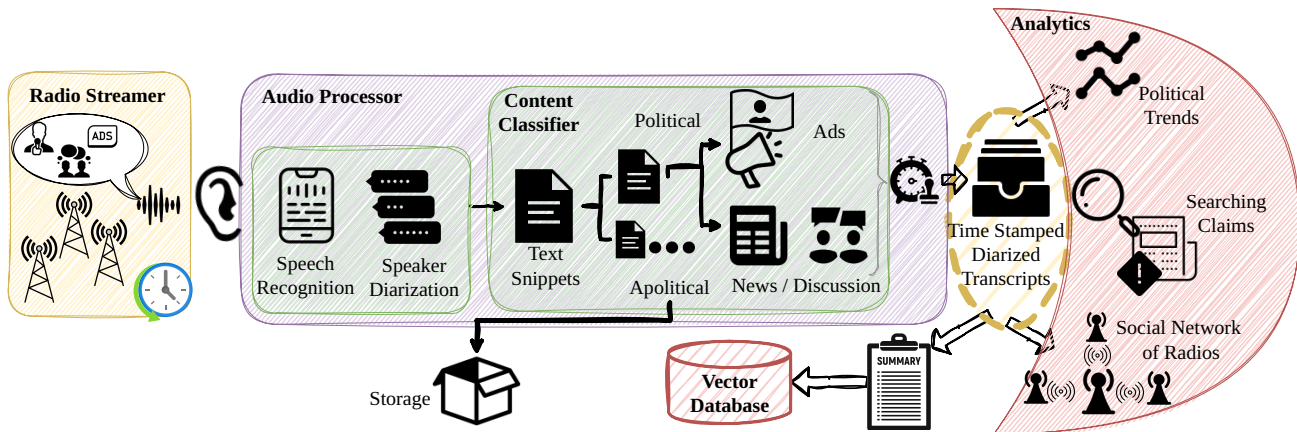 Radio Streamer
ADS
Audio Processor
Speech
Recognition
Speaker
Diarization
Content
Classifier
Text
Snippets
Political
Apolitical
Ads
News / Discussion
Storage
Time Stamped
Diarized
Transcripts
SUMMARY
Vector
Database
Analytics
Political
Trends
Searching
Claims
Social Network
of Radios